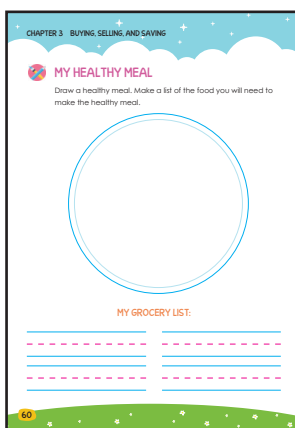 CHAPTER 3 BUYING, SELLING, AND SAVING
MY HEALTHY MEAL
Draw a healthy meal. Make a list of the food you will need to
make the healthy meal.
MY GROCERY LIST:
60